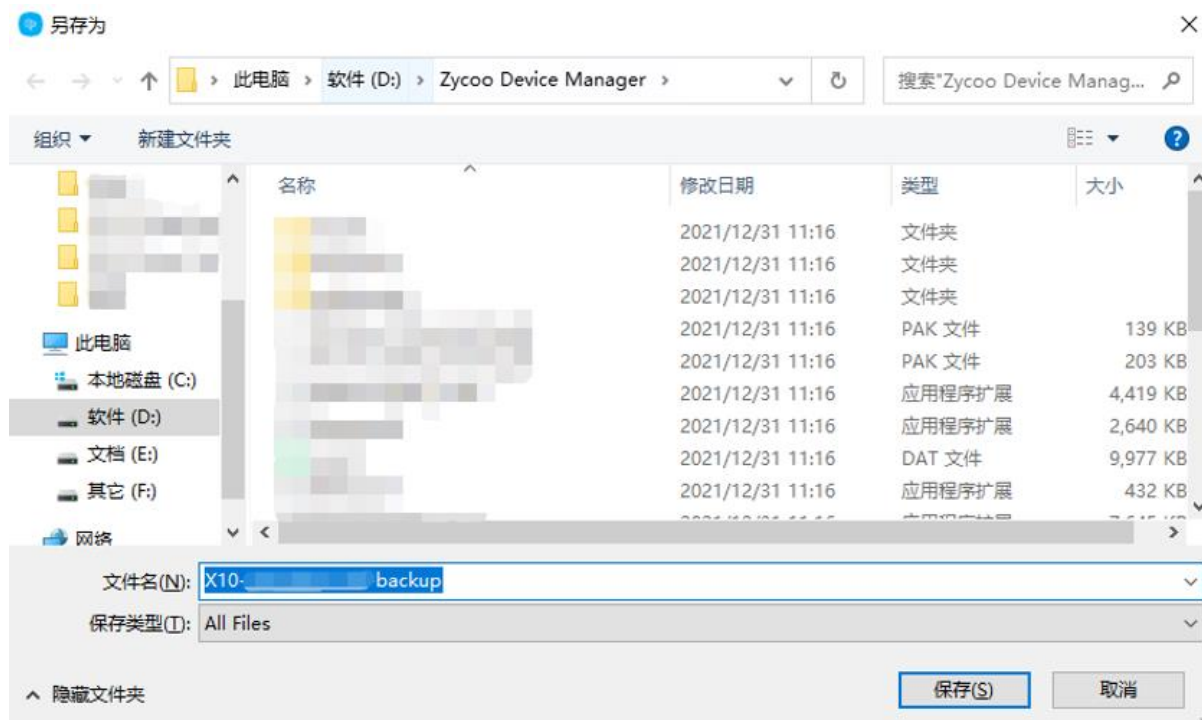 另存为
此电脑 › 软件 (D:) › Zycoo Device Manager ›
搜索"Zycoo Device Manag...
组织 新建文件夹
名称 修改日期 类型 大小
2021/12/31 11:16 文件夹
2021/12/31 11:16 文件夹
2021/12/31 11:16 文件夹
2021/12/31 11:16 PAK 文件 139 KB
2021/12/31 11:16 PAK 文件 203 KB
2021/12/31 11:16 应用程序扩展 4,419 KB
2021/12/31 11:16 应用程序扩展 2,640 KB
2021/12/31 11:16 DAT 文件 9,977 KB
2021/12/31 11:16 应用程序扩展 432 KB
此电脑
本地磁盘 (C:)
软件 (D:)
文档 (E:)
其它 (F:)
网络
文件名(N): X10- backup
保存类型(T): All Files
隐藏文件夹
保存(S) 取消